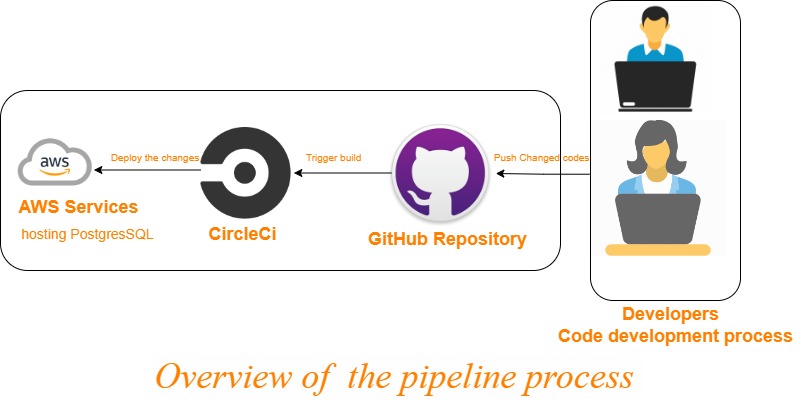 aws
Deploy the changes
Trigger build
Push Changed codes
AWS Services
hosting PostgresSQL
CircleCi
GitHub Repository
Developers
Code development process
Overview of the pipeline process